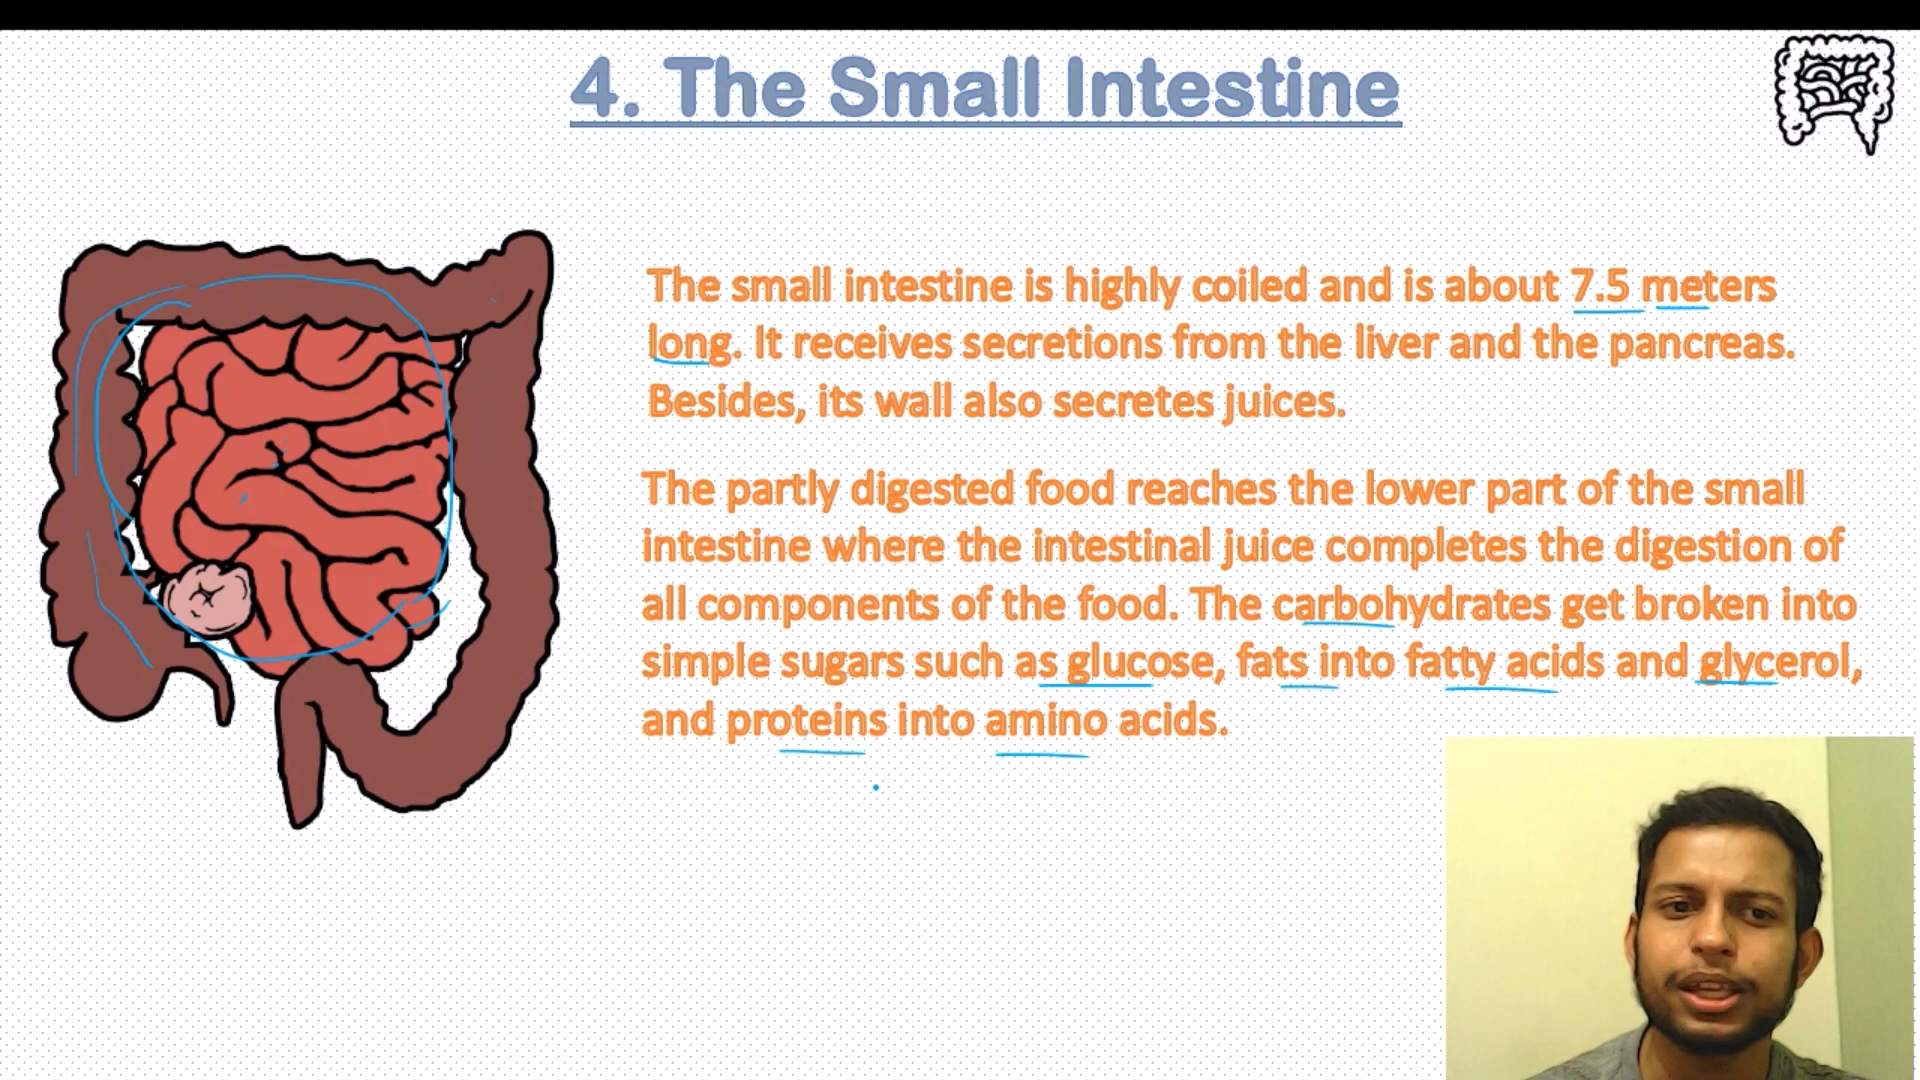 4. The Small Intestine
The small intestine is highly coiled and is about 7.5 meters
long. It receives secretions from the liver and the pancreas.
Besides, its wall also secretes juices.
The partly digested food reaches the lower part of the small
intestine where the intestinal juice completes the digestion of
all components of the food. The carbohydrates get broken into
simple sugars such as glucose, fats into fatty acids and glycerol,
and proteins into amino acids.